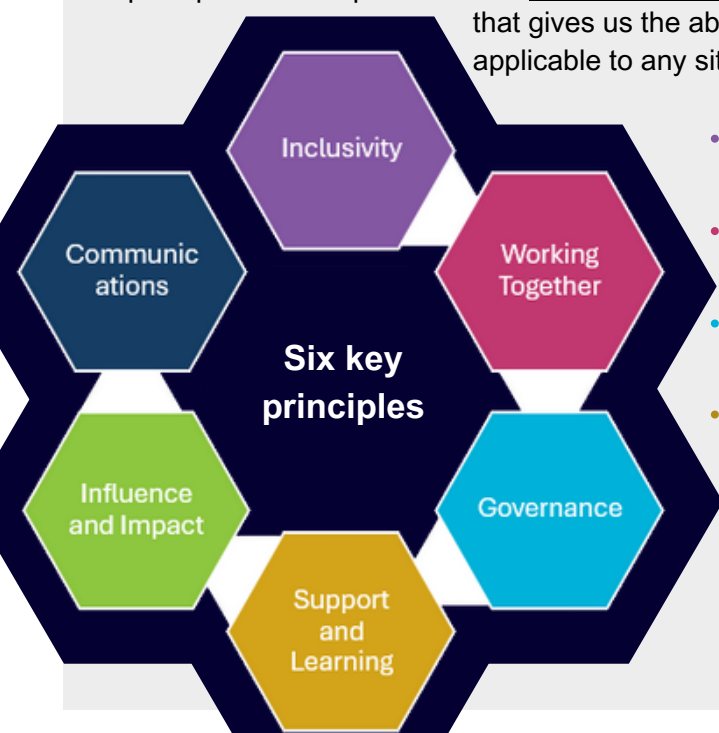 that gives us the ab
applicable to any sit
Inclusivity
Working
Together
Governance
Support
and
Learning
Influence
and Impact
Communic
ations
Six key
principles